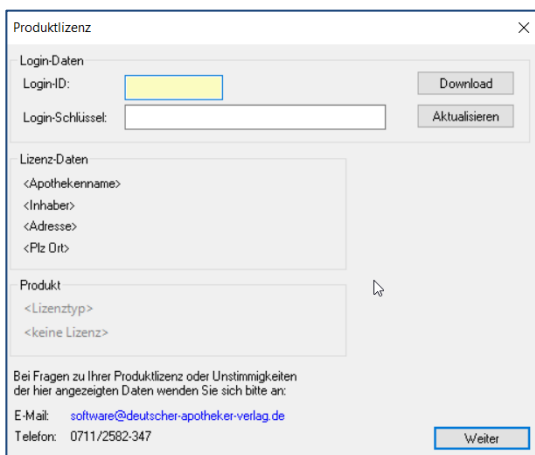 Produktlizenz
Login-Daten
Login-ID:
Download
Login-Schlüssel:
Aktualisieren
Lizenz-Daten
<Apothekenname>
<Inhaber>
<Adresse>
<Plz Ort>
Produkt
<Lizenztyp>
<keine Lizenz>
Bei Fragen zu Ihrer Produktlizenz oder Unstimmigkeiten
der hier angezeigten Daten wenden Sie sich bitte an:
E-Mail: software@deutscher-apotheker-verlag.de
Telefon: 0711/2582-347
Weiter